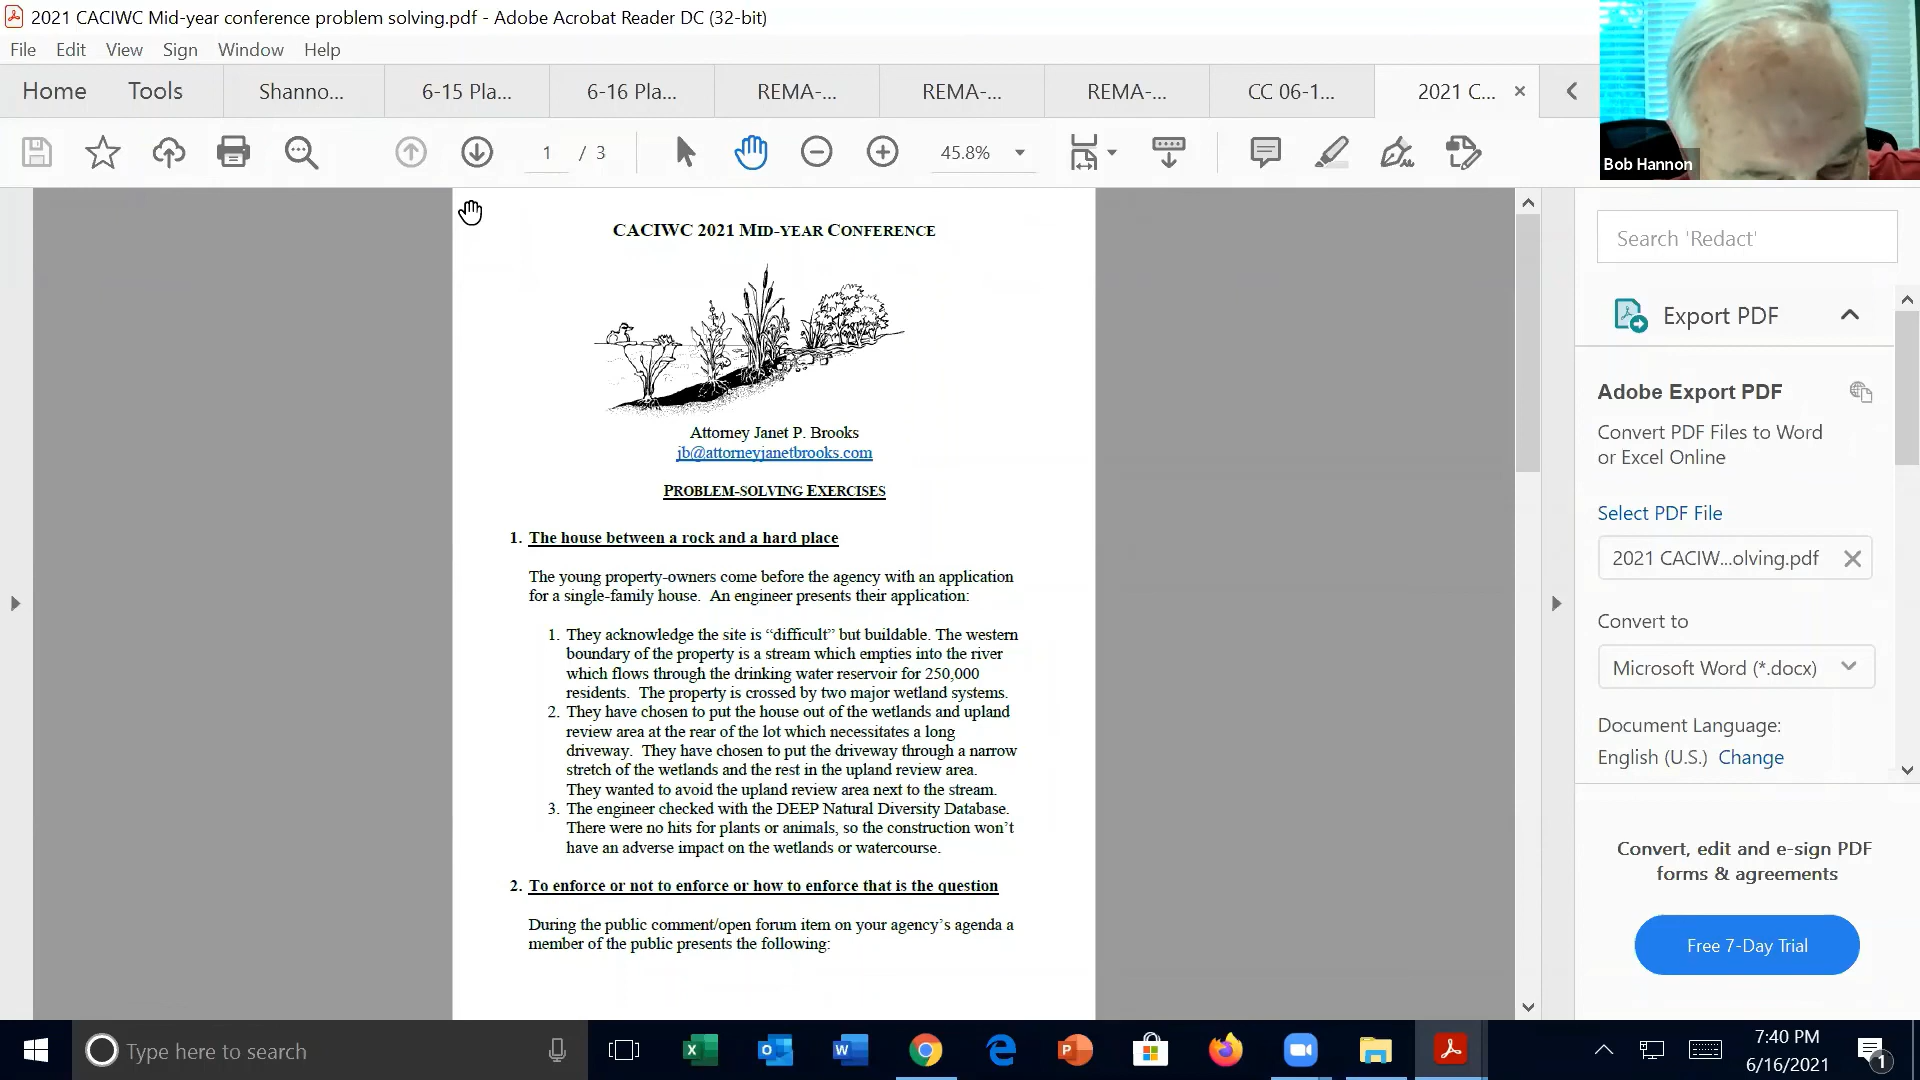 2021 CACIWC Mid-year conference problem solving.pdf - Adobe Acrobat Reader DC (32-bit)
File Edit View Sign Window Help
Home Tools Shanno... 6-15 Pla... 6-16 Pla... REMA-... REMA-... REMA-... CC 06-1... 2021 C...
1 / 3 45.8%
Bob Hannon
CACIWC 2021 MID-YEAR CONFERENCE
Attorney Janet P. Brooks
jb@attorneyjanetbrooks.com
PROBLEM-SOLVING EXERCISES
1. The house between a rock and a hard place
The young property-owners come before the agency with an application
for a single-family house. An engineer presents their application:
1. They acknowledge the site is “difficult” but buildable. The western
boundary of the property is a stream which empties into the river
which flows through the drinking water reservoir for 250,000
residents. The property is crossed by two major wetland systems.
2. They have chosen to put the house out of the wetlands and upland
review area at the rear of the lot which necessitates a long
driveway. They have chosen to put the driveway through a narrow
stretch of the wetlands and the rest in the upland review area.
They wanted to avoid the upland review area next to the stream.
3. The engineer checked with the DEEP Natural Diversity Database.
There were no hits for plants or animals, so the construction won’t
have an adverse impact on the wetlands or watercourse.
2. To enforce or not to enforce or how to enforce that is the question
During the public comment/open forum item on your agency’s agenda a
member of the public presents the following:
Search 'Redact'
Export PDF
Adobe Export PDF
Convert PDF Files to Word
or Excel Online
Select PDF File
2021 CACIW...olving.pdf
Convert to
Microsoft Word (*.docx)
Document Language:
English (U.S.) Change
Convert, edit and e-sign PDF
forms & agreements
Free 7-Day Trial
Type here to search
7:40 PM
6/16/2021
1